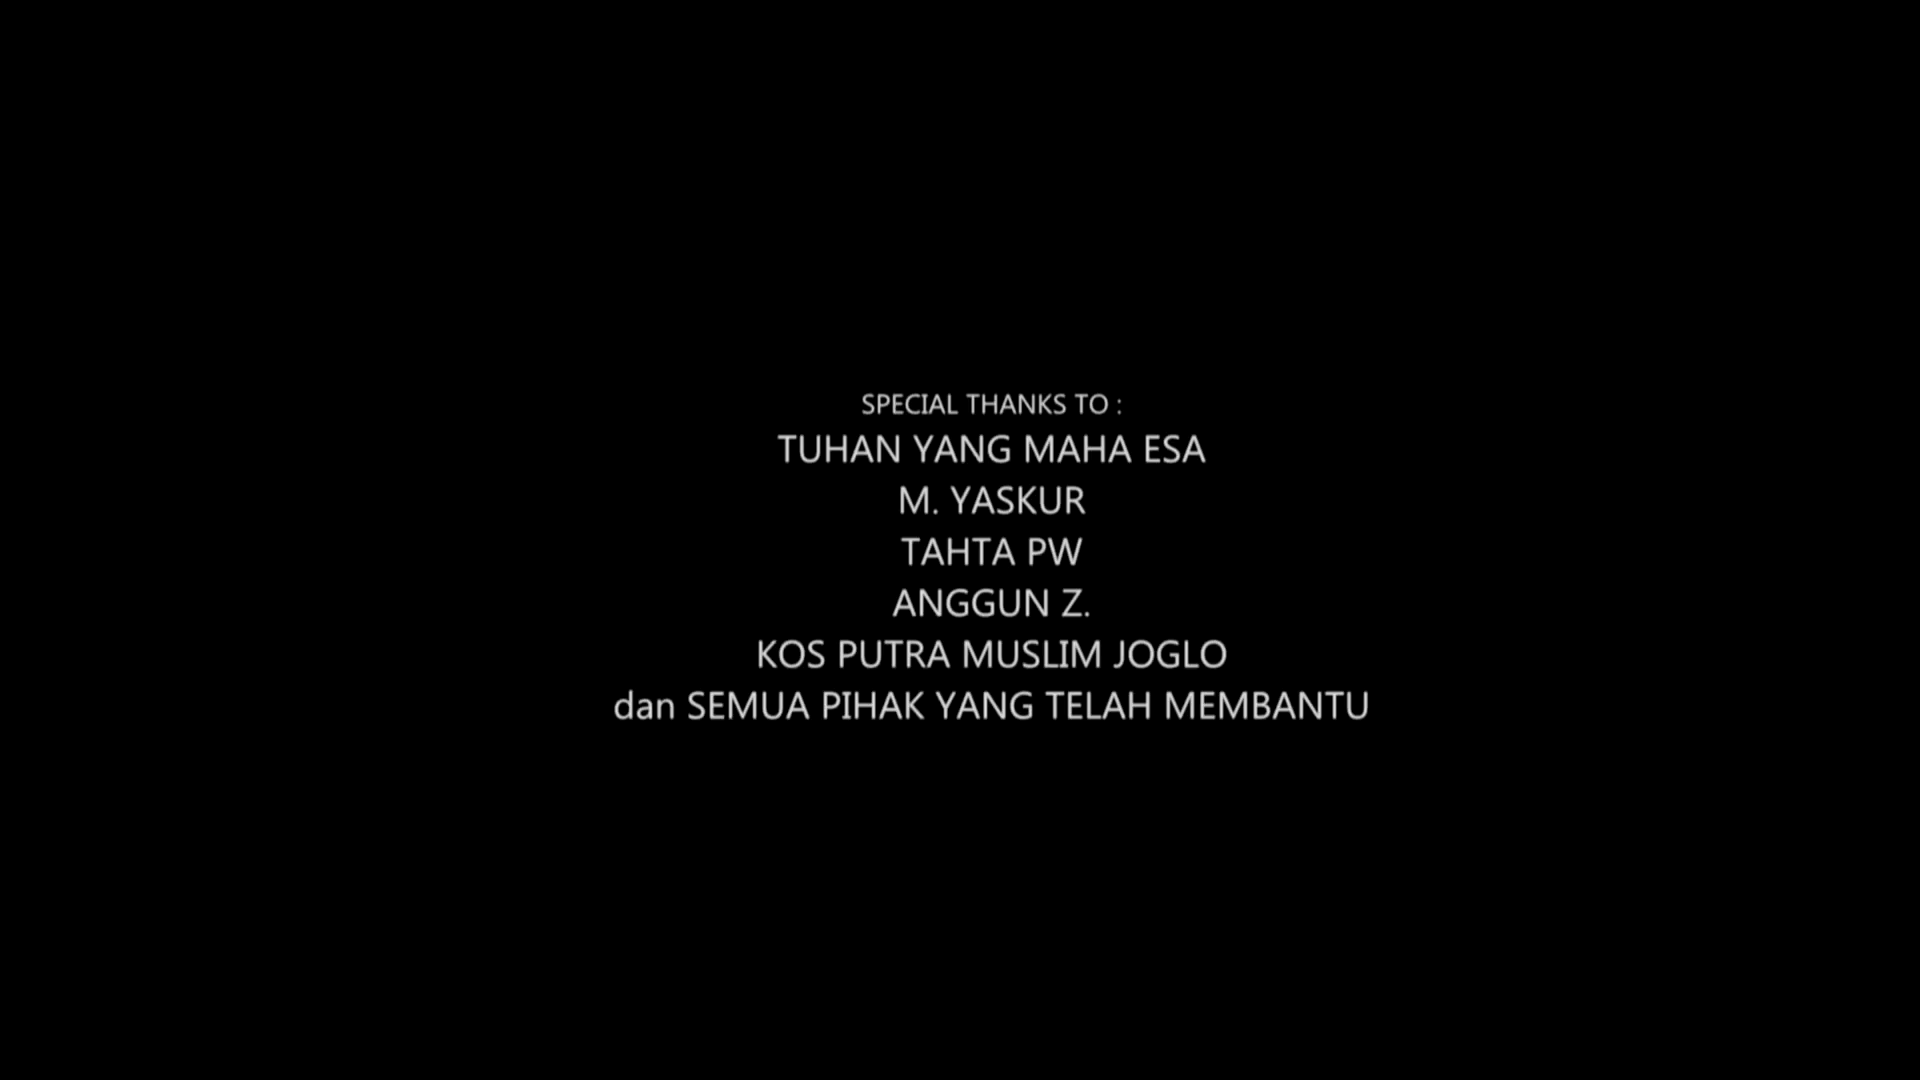 SPECIAL THANKS TO :
TUHAN YANG MAHA ESA
M. YASKUR
TAHTA PW
ANGGUN Z.
KOS PUTRA MUSLIM JOGLO
dan SEMUA PIHAK YANG TELAH MEMBANTU